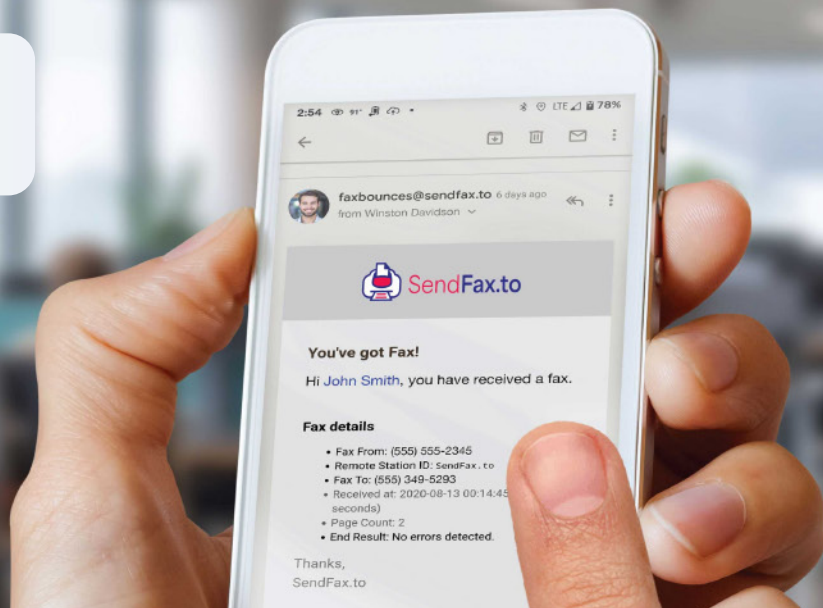 2:54 91°
LTE 78%
faxbounces@sendfax.to 6 days ago
from Winston Davidson
SendFax.to
You've got Fax!
Hi John Smith, you have received a fax.
Fax details
• Fax From: (555) 555-2345
• Remote Station ID: SendFax.to
• Fax To: (555) 349-5293
• Received at: 2020-08-13 00:14:45
seconds)
• Page Count: 2
• End Result: No errors detected.
Thanks,
SendFax.to